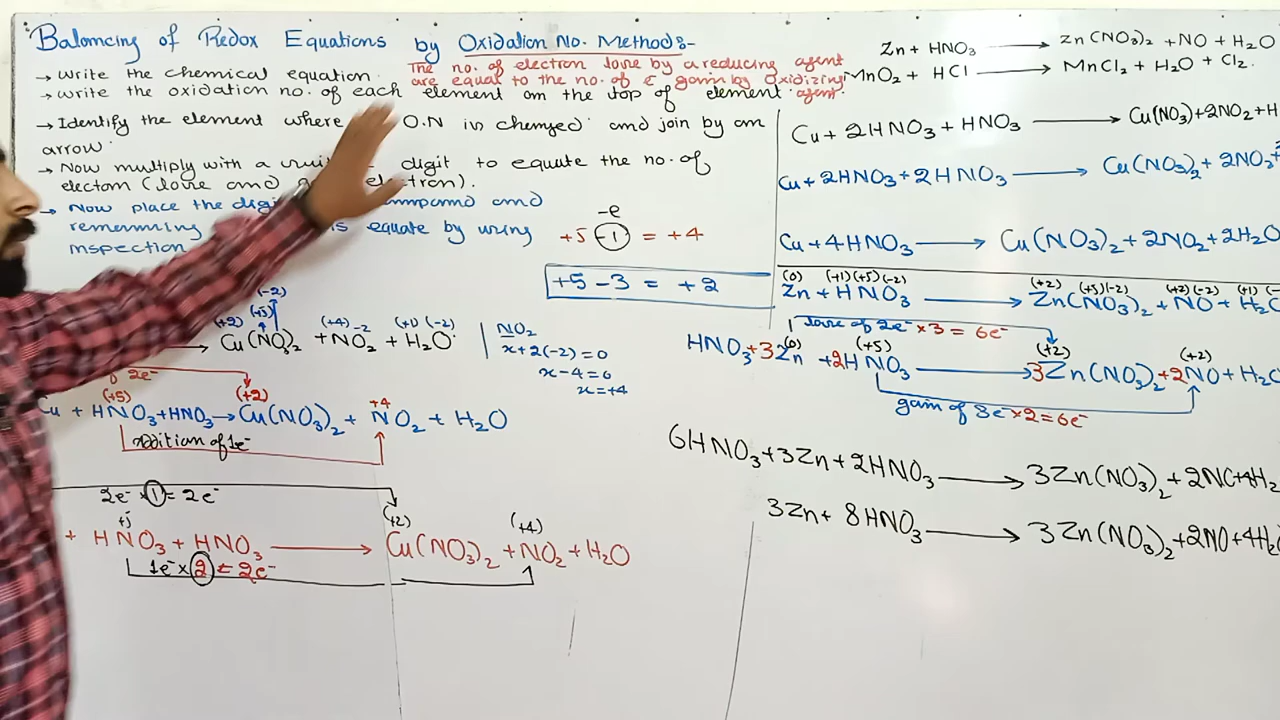 Balancing of Redox Equations by Oxidation No. Methods:-
→ Write the chemical equation.
The no. of electron lose by a reducing agent
are equal to the no. of e⁻ gain by Oxidizing
agent.
→ Write the oxidation no. of each element on the top of element.
→ Identify the element where O.N is changed and join by an
arrow.
→ Now multiply with a digit to equate the no. of
electron (lose and electron).
→ Now place the and
remaining equate by using
inspection
-e
+5 -1 = +4
+5 -3 = +2
(-2)
(+2) (+5) (+4) -2 (+1) (-2)
→ Cu(NO₃)₂ + NO₂ + H₂O
NO₂
x+2(-2)=0
x-4=0
x=+4
2e⁻
(+5) (+2) +4
Cu + HNO₃ + HNO₃ → Cu(NO₃)₂ + NO₂ + H₂O
addition of 1e⁻
2e⁻ × 1 = 2e⁻
+5 (+2) (+4)
+ HNO₃ + HNO₃ → Cu(NO₃)₂ + NO₂ + H₂O
1e⁻ × 2 = 2e⁻
Zn + HNO₃ → Zn(NO₃)₂ + NO + H₂O
MnO₂ + HCl → MnCl₂ + H₂O + Cl₂.
Cu + 2HNO₃ + HNO₃ → Cu(NO₃)+2NO₂+H
Cu + 2HNO₃ + 2HNO₃ → Cu(NO₃)₂ + 2NO₂ +
Cu + 4HNO₃ → Cu(NO₃)₂ + 2NO₂ + 2H₂O
(0) (+1)(+5)(-2) (+2) (+5)(-2) (+2)(-2) (+1)
Zn + HNO₃ → Zn(NO₃)₂ + NO + H₂O
lose of 2e⁻ × 3 = 6e⁻
(0) (+5) (+2) (+2)
HNO₃ + 3Zn + 2HNO₃ → 3Zn(NO₃)₂ + 2NO + H₂O
gain of 3e⁻ × 2 = 6e⁻
6HNO₃ + 3Zn + 2HNO₃ → 3Zn(NO₃)₂ + 2NO+4H₂
3Zn + 8HNO₃ → 3Zn(NO₃)₂ + 2NO + 4H₂O